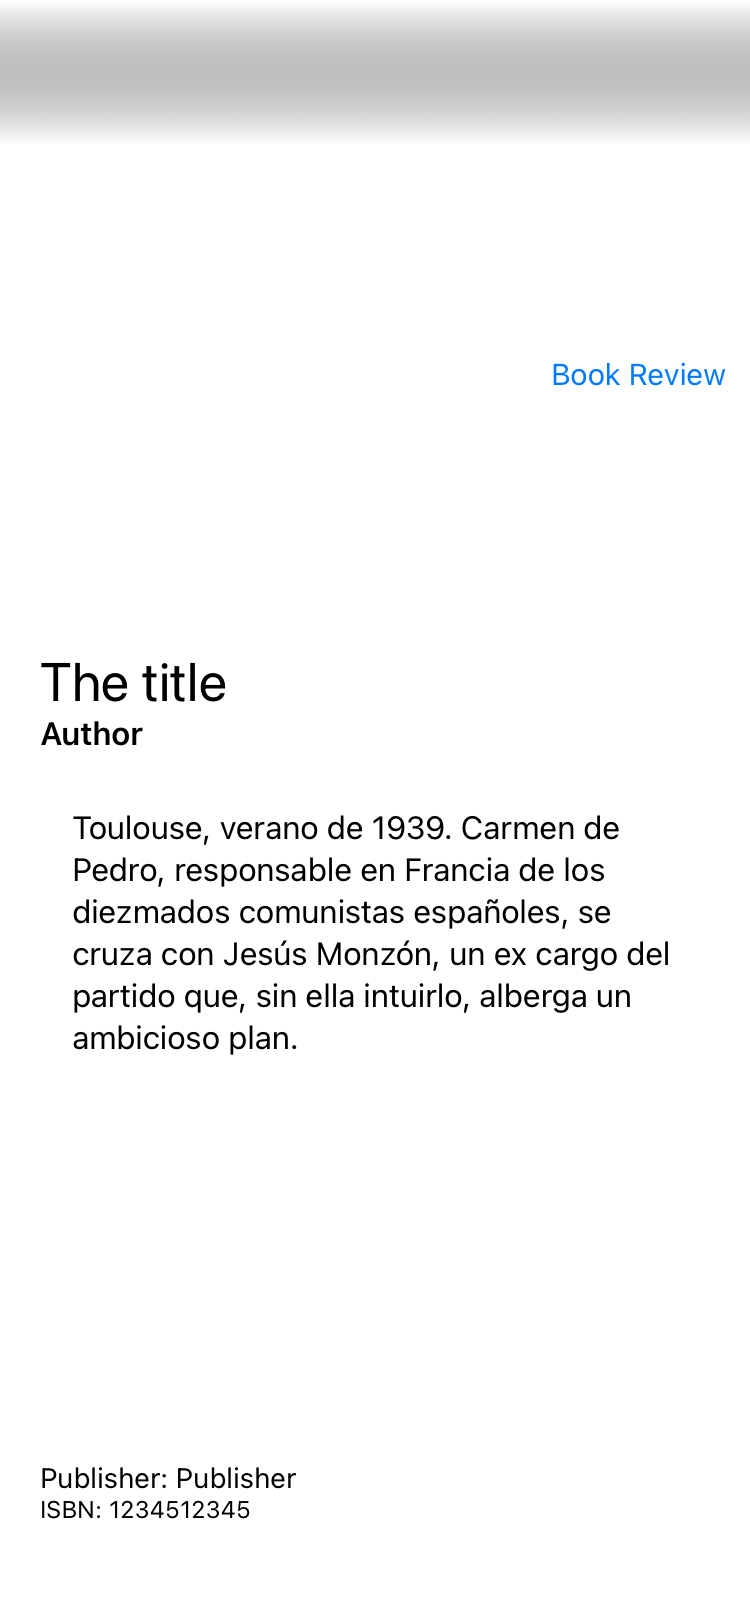 Book Review
The title
Author
Toulouse, verano de 1939. Carmen de
Pedro, responsable en Francia de los
diezmados comunistas españoles, se
cruza con Jesús Monzón, un ex cargo del
partido que, sin ella intuirlo, alberga un
ambicioso plan.
Publisher: Publisher
ISBN: 1234512345